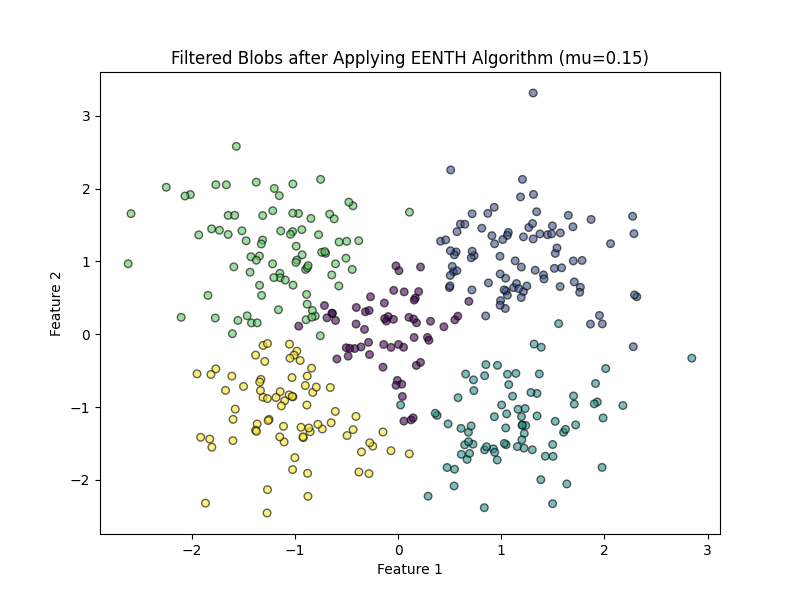 Filtered Blobs after Applying EENTH Algorithm (mu=0.15)
3
2
1
0
−1
−2
Feature 2
−2 −1 0 1 2 3
Feature 1